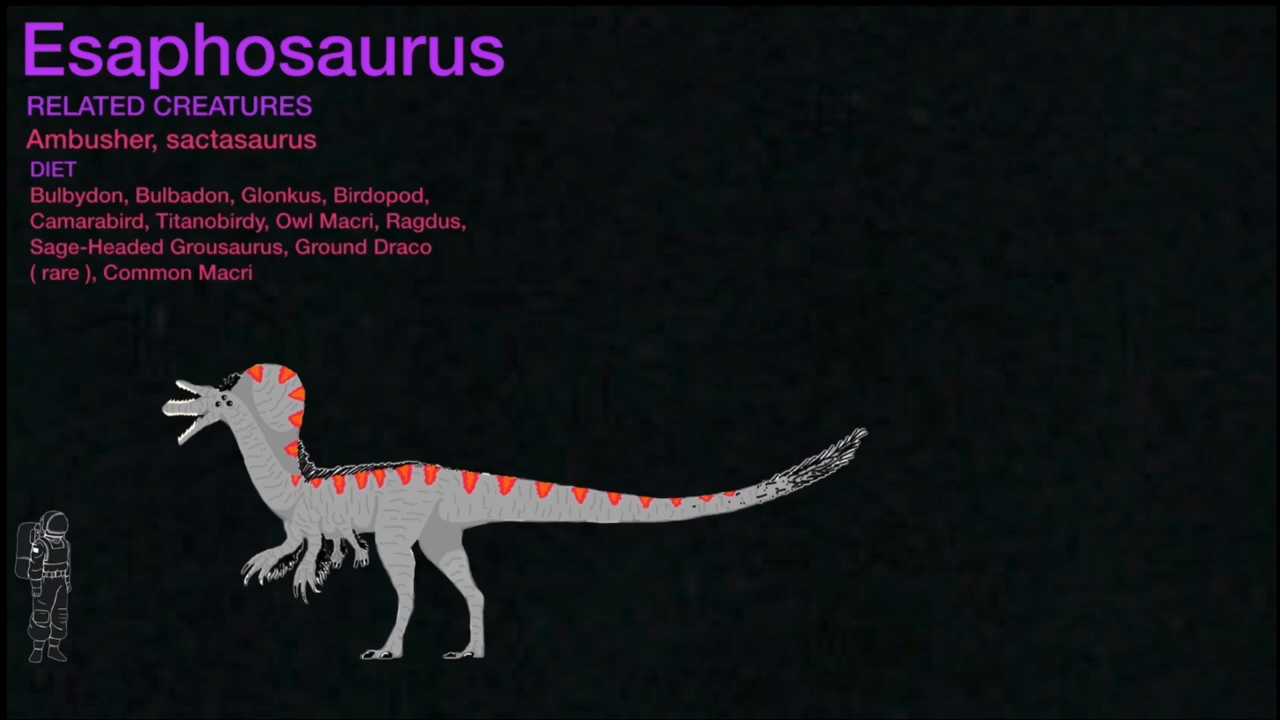 Esaphosaurus
RELATED CREATURES
Ambusher, sactasaurus
DIET
Bulbydon, Bulbadon, Glonkus, Birdopod,
Camarabird, Titanobirdy, Owl Macri, Ragdus,
Sage-Headed Grousaurus, Ground Draco
( rare ), Common Macri